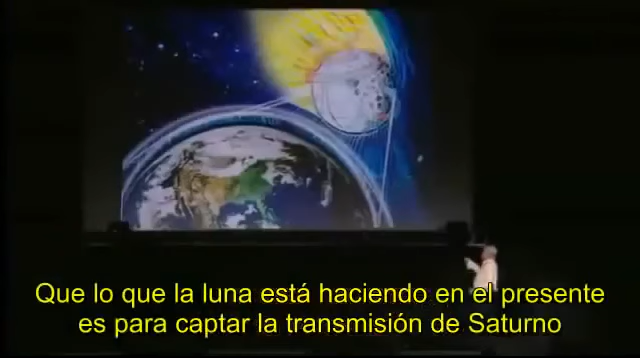 Que lo que la luna está haciendo en el presente
es para captar la transmisión de Saturno